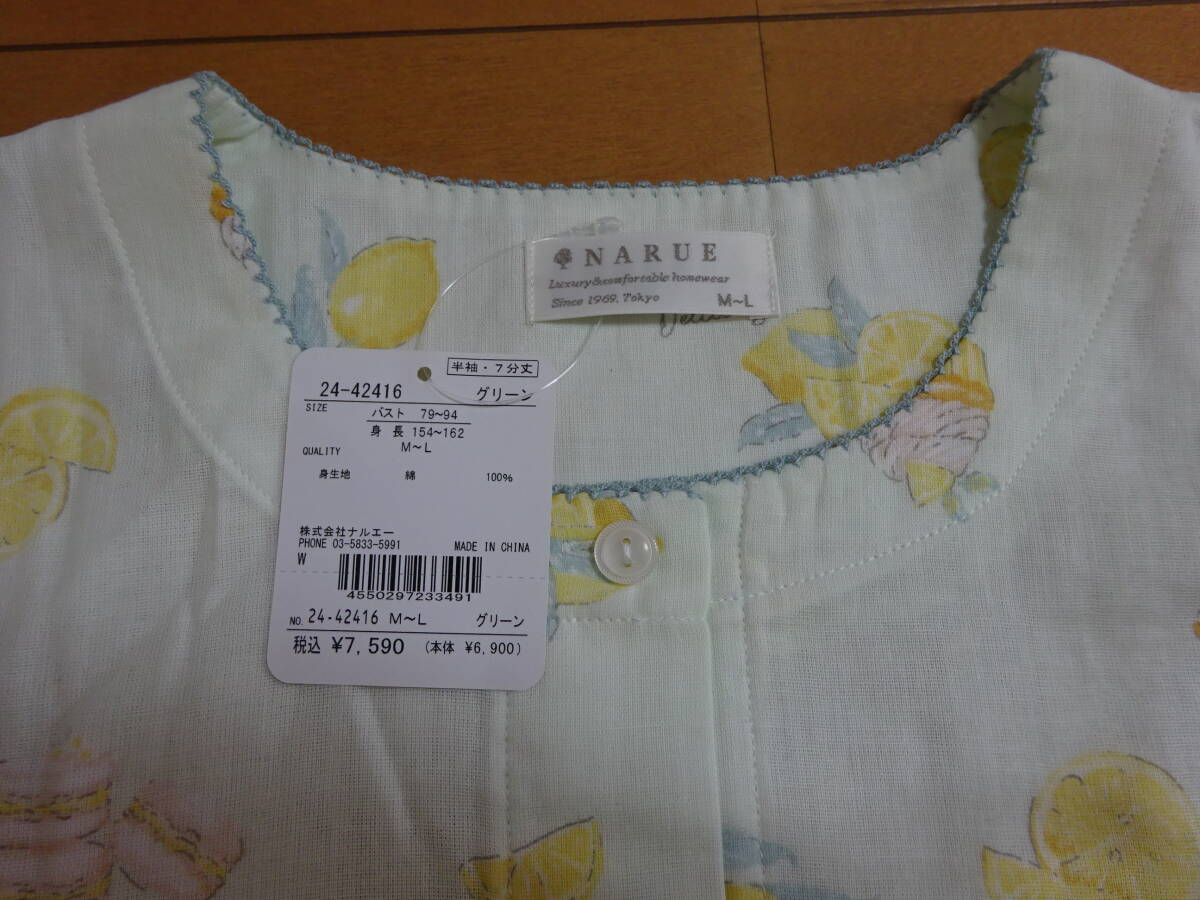 NARUE
Luxury&comfortable homewear
Since 1969, Tokyo M～L
半袖・7分丈
24-42416 グリーン
SIZE
バスト 79～94
身長 154～162
QUALITY M～L
身生地 綿 100%
株式会社ナルエー
PHONE 03-5833-5991 MADE IN CHINA
W
4550297233491
NO. 24-42416 M～L グリーン
税込 ¥7,590 (本体 ¥6,900)